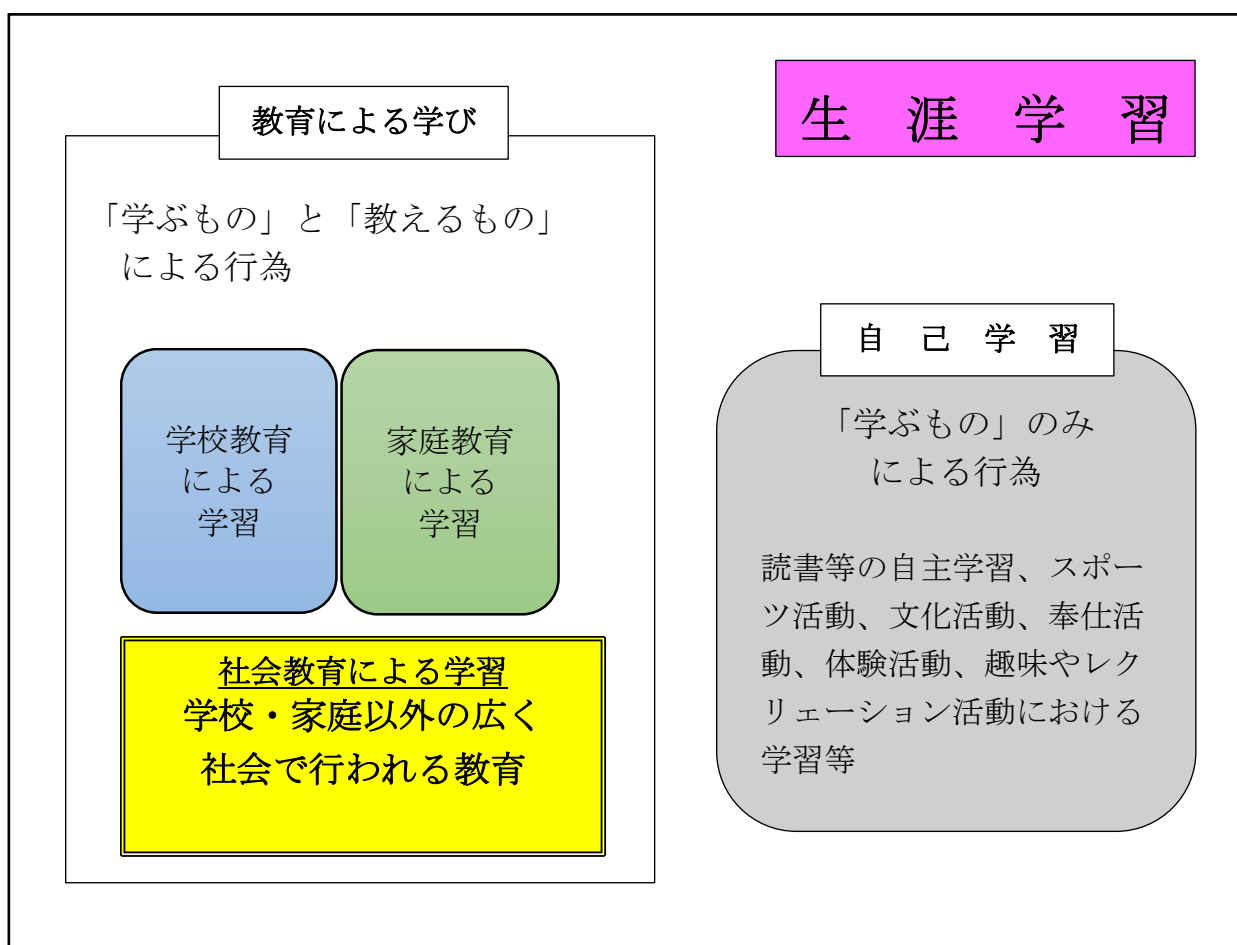 生涯学習
教育による学び
「学ぶもの」と「教えるもの」
による行為
学校教育
による
学習
家庭教育
による
学習
社会教育による学習
学校・家庭以外の広く
社会で行われる教育
自己学習
「学ぶもの」のみ
による行為
読書等の自主学習、スポー
ツ活動、文化活動、奉仕活
動、体験活動、趣味やレク
リェーション活動における
学習等